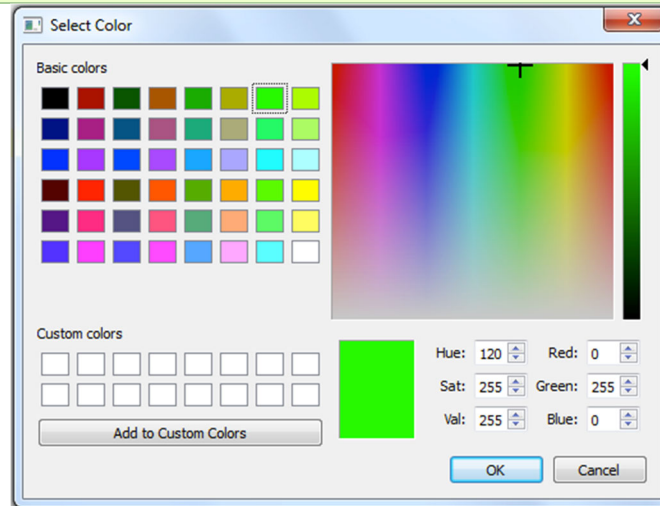 Select Color
Basic colors
Custom colors
Add to Custom Colors
Hue: 120 Red: 0
Sat: 255 Green: 255
Val: 255 Blue: 0
OK Cancel